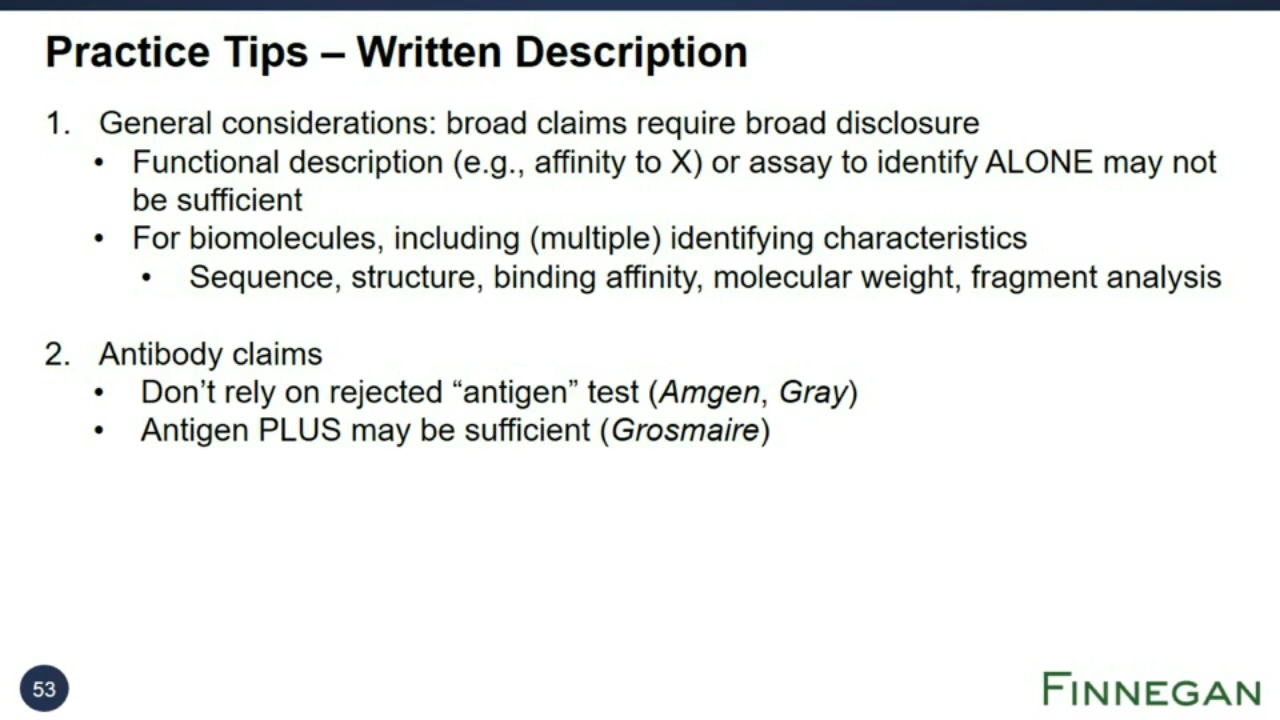 Practice Tips – Written Description
1. General considerations: broad claims require broad disclosure
• Functional description (e.g., affinity to X) or assay to identify ALONE may not
be sufficient
• For biomolecules, including (multiple) identifying characteristics
• Sequence, structure, binding affinity, molecular weight, fragment analysis
2. Antibody claims
• Don’t rely on rejected “antigen” test (Amgen, Gray)
• Antigen PLUS may be sufficient (Grosmaire)
53
FINNEGAN